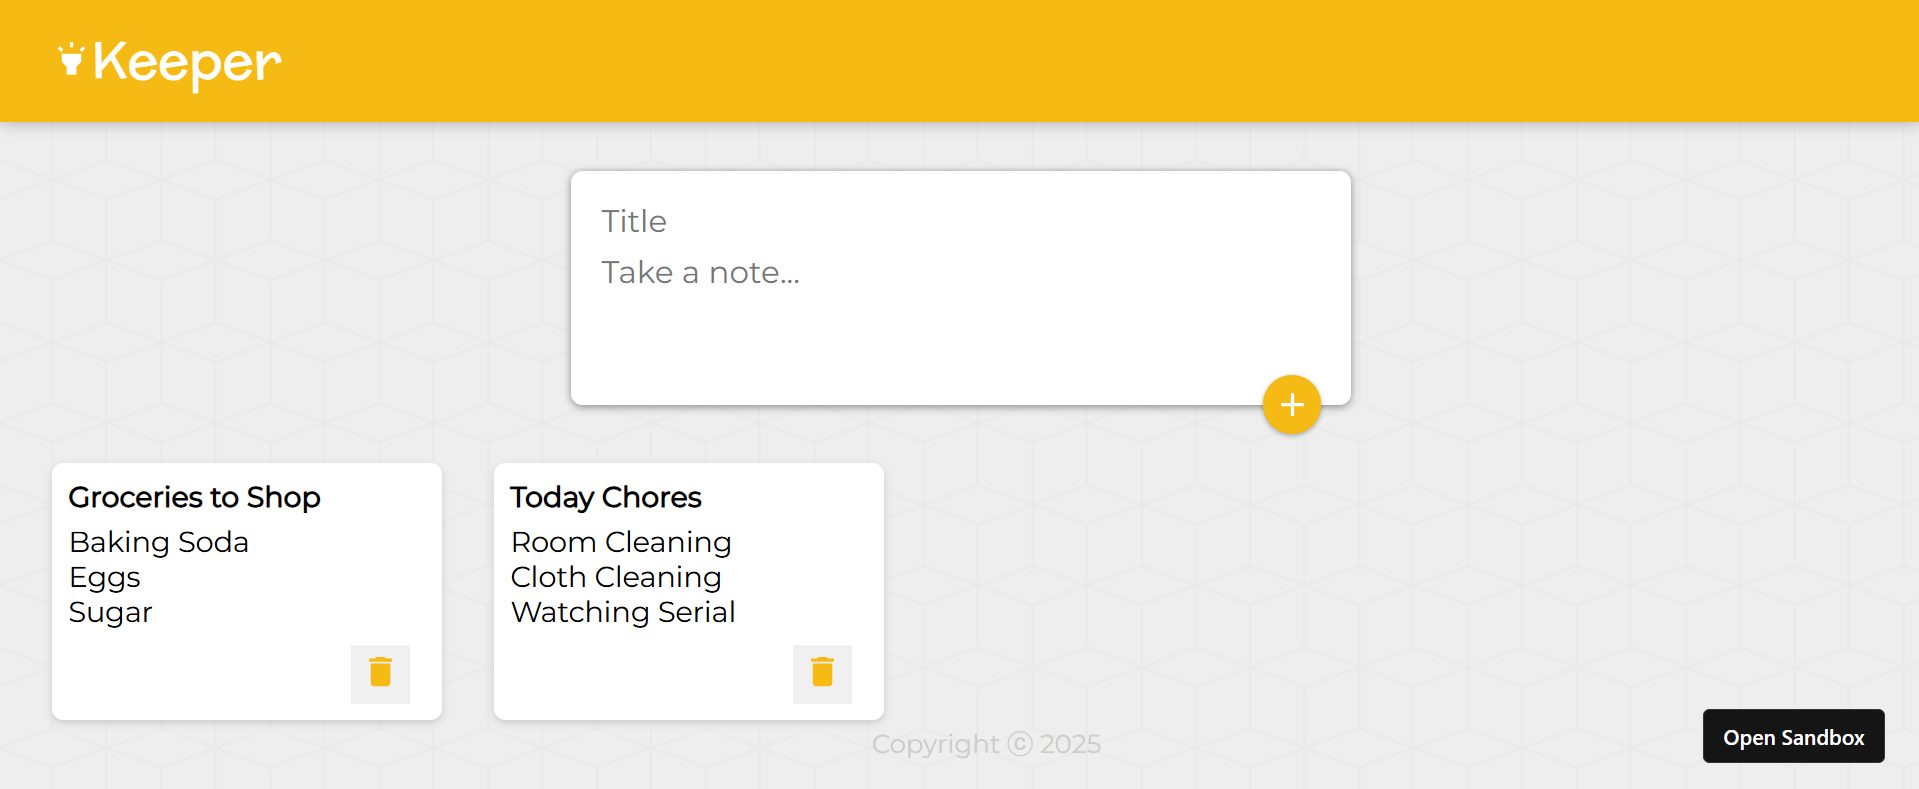 Keeper
Title
Take a note...
Groceries to Shop
Baking Soda
Eggs
Sugar
Today Chores
Room Cleaning
Cloth Cleaning
Watching Serial
Copyright ⓒ 2025
Open Sandbox